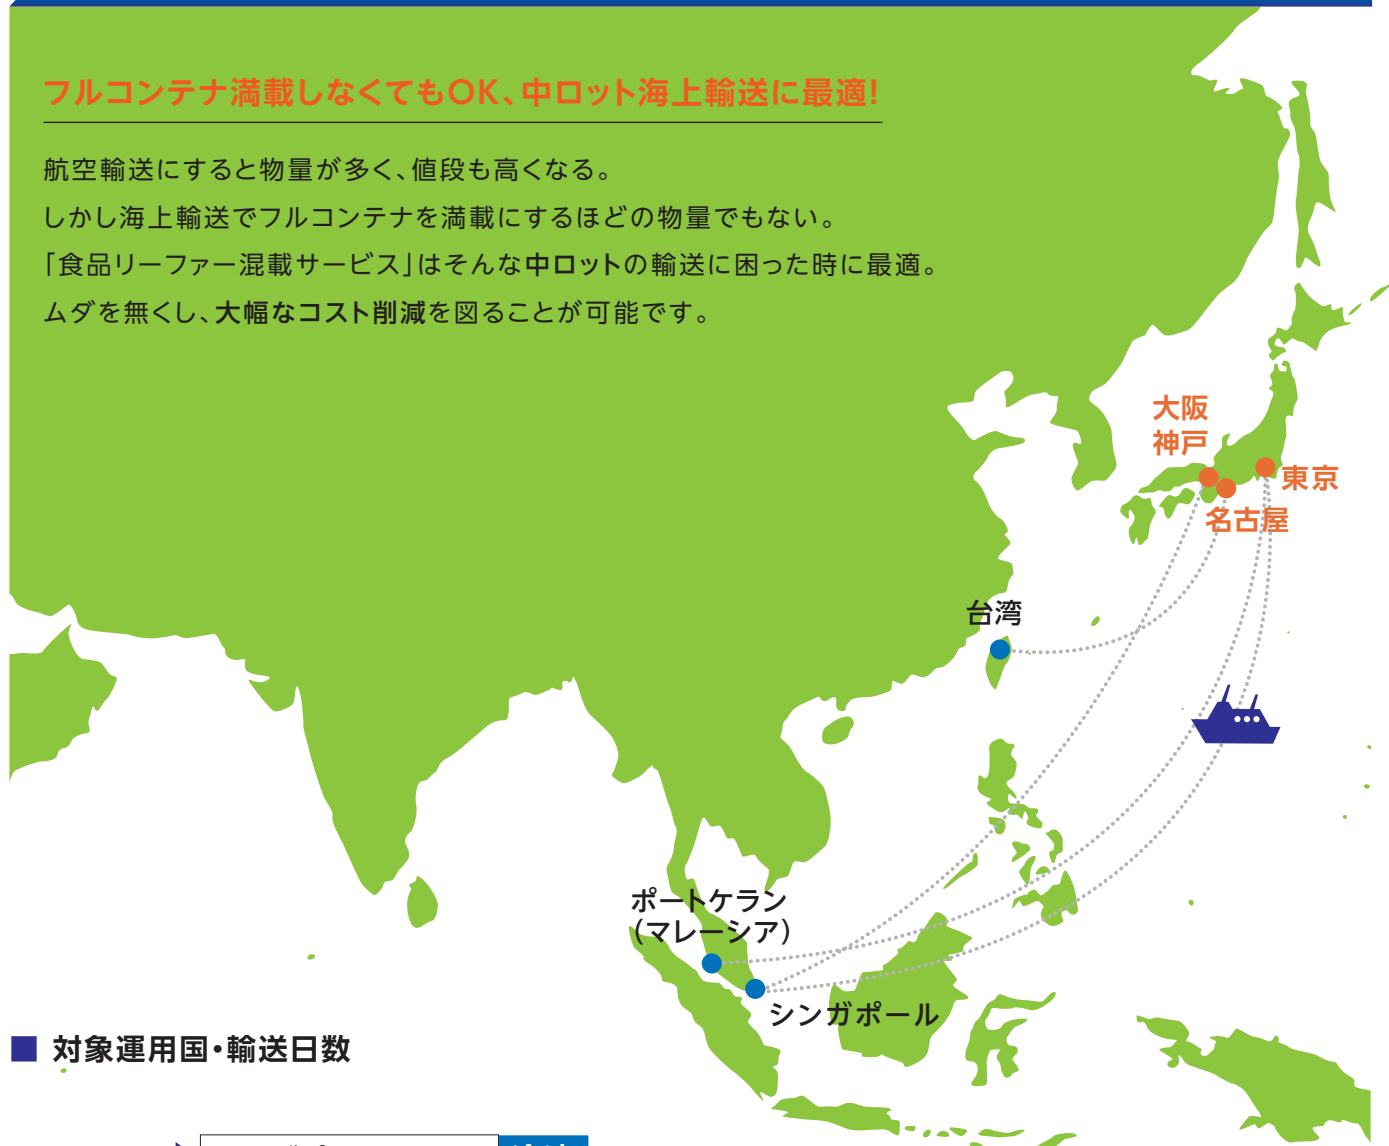 フルコンテナ満載しなくてもOK、中ロット海上輸送に最適!
航空輸送にすると物量が多く、値段も高くなる。
しかし海上輸送でフルコンテナを満載にするほどの物量でもない。
「食品リーファー混載サービス」はそんな中ロットの輸送に困った時に最適。
ムダを無くし、大幅なコスト削減を図ることが可能です。
大阪
神戸
東京
名古屋
台湾
ポートケラン
(マレーシア)
シンガポール
■ 対象運用国・輸送日数